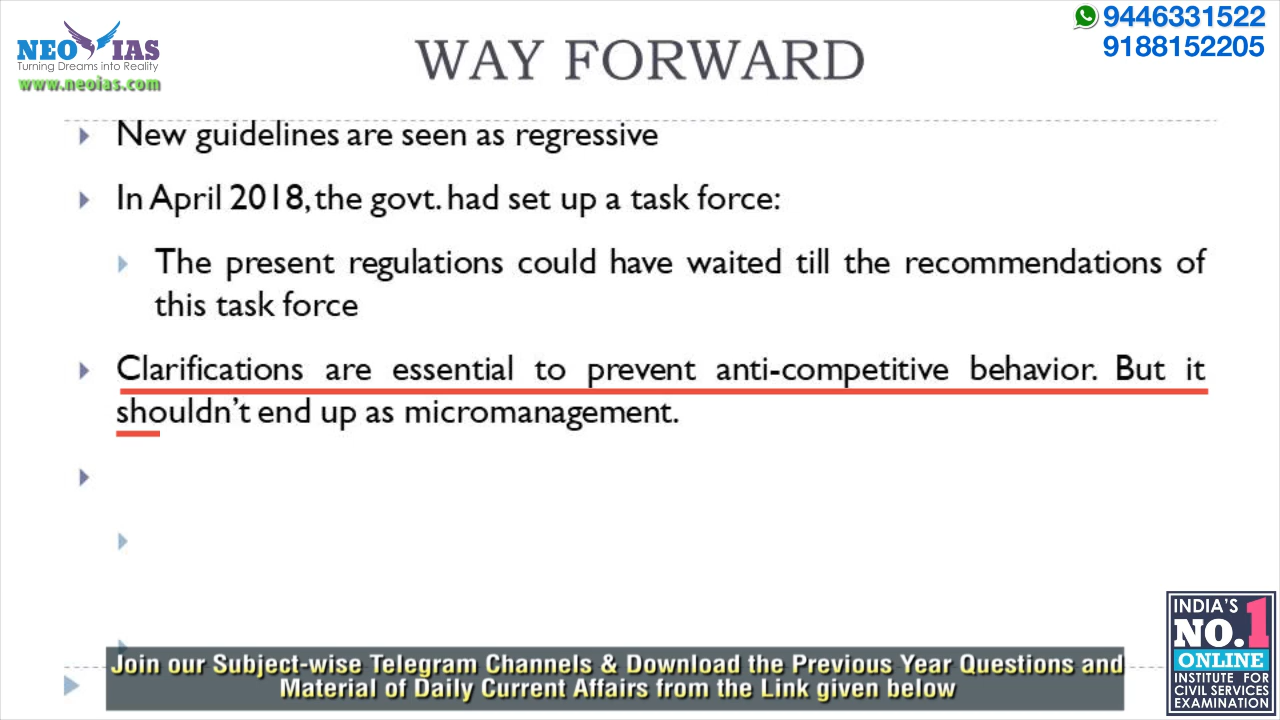 NEO IAS
Turning Dreams into Reality
www.neoias.com
WAY FORWARD
9446331522
9188152205
New guidelines are seen as regressive
In April 2018, the govt. had set up a task force:
The present regulations could have waited till the recommendations of
this task force
Clarifications are essential to prevent anti-competitive behavior. But it
shouldn't end up as micromanagement.
Join our Subject-wise Telegram Channels & Download the Previous Year Questions and
Material of Daily Current Affairs from the Link given below
INDIA'S
NO.1
ONLINE
INSTITUTE FOR
CIVIL SERVICES
EXAMINATION